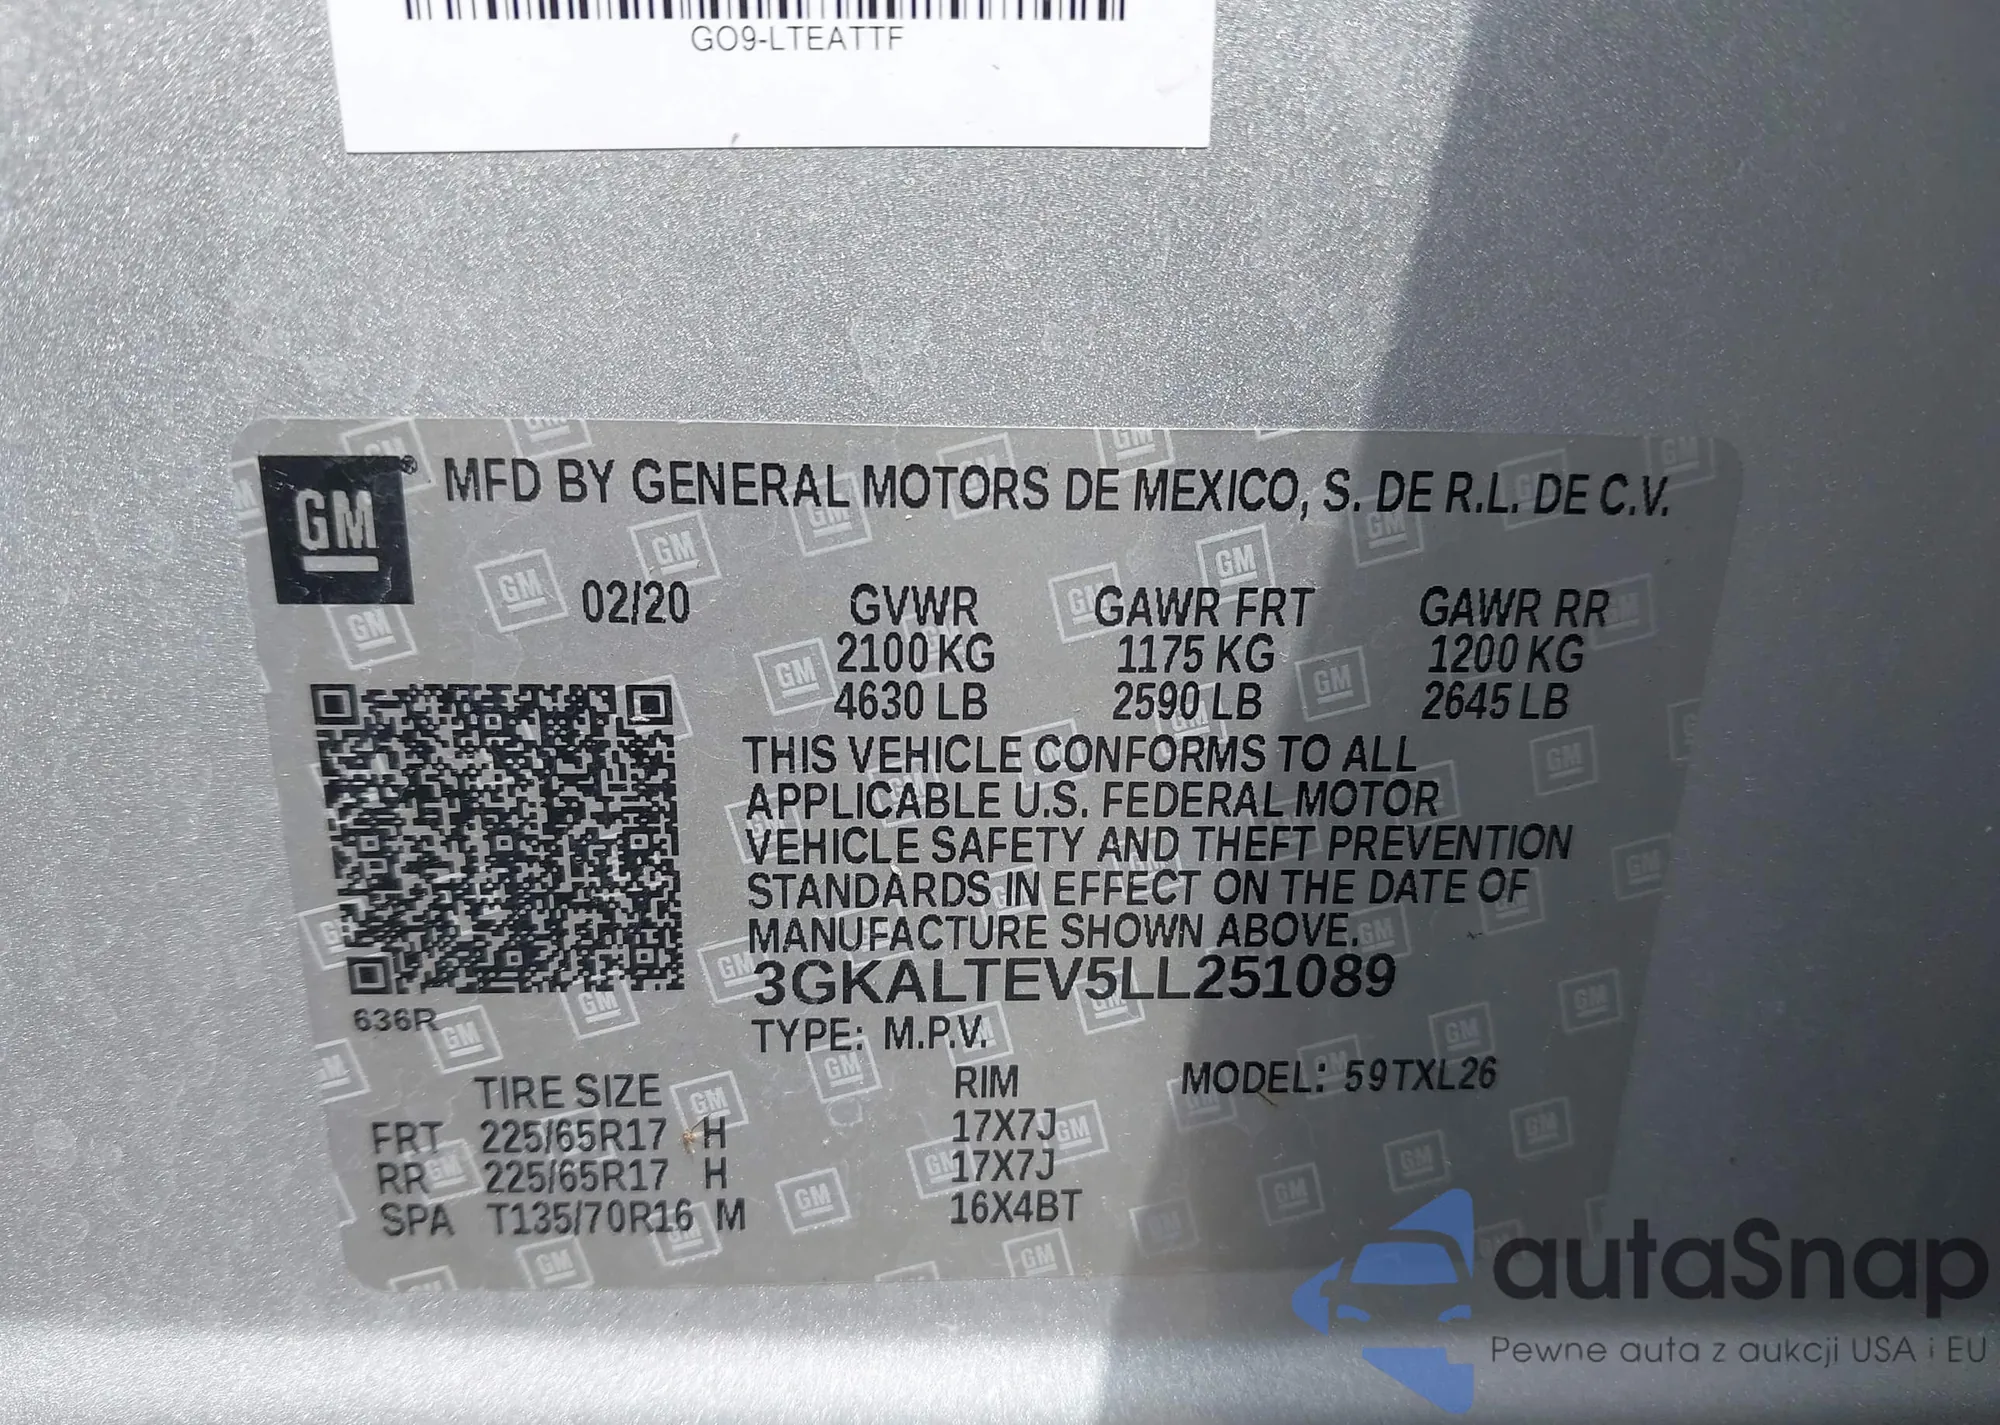 GO9-LTEATTF
GM® MFD BY GENERAL MOTORS DE MEXICO, S. DE R.L. DE C.V.
02/20 GVWR GAWR FRT GAWR RR
2100 KG 1175 KG 1200 KG
4630 LB 2590 LB 2645 LB
THIS VEHICLE CONFORMS TO ALL
APPLICABLE U.S. FEDERAL MOTOR
VEHICLE SAFETY AND THEFT PREVENTION
STANDARDS IN EFFECT ON THE DATE OF
MANUFACTURE SHOWN ABOVE.
3GKALTEV5LL251089
636R
TYPE: M.P.V.
TIRE SIZE RIM MODEL: 59TXL26
FRT 225/65R17 H 17X7J
RR 225/65R17 H 17X7J
SPA T135/70R16 M 16X4BT
autaSnap
Pewne auta z aukcji USA i EU